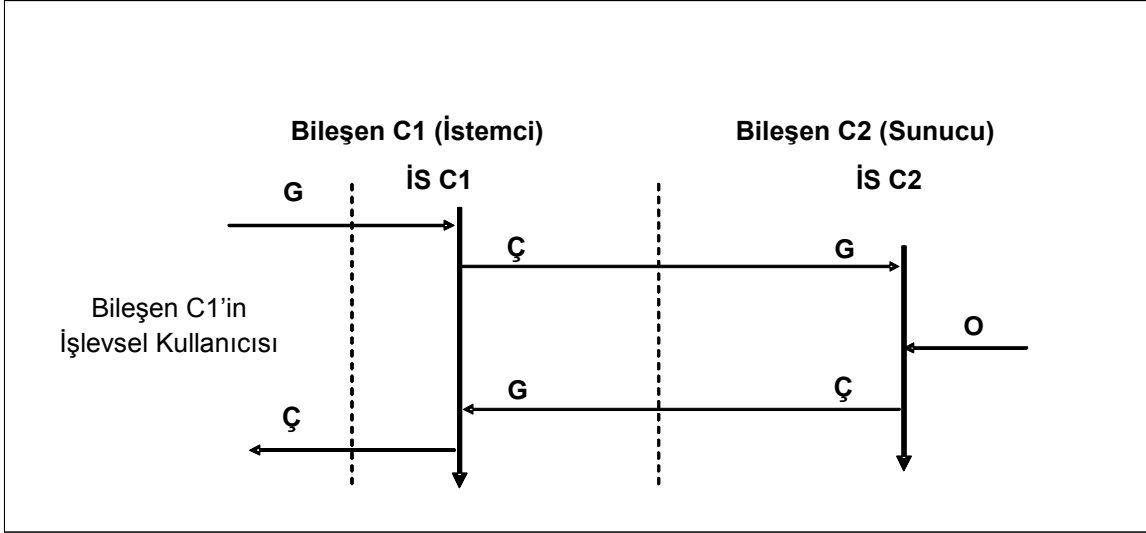 Bileşen C1 (İstemci)
Bileşen C2 (Sunucu)
İS C1
İS C2
G
Ç
G
Bileşen C1’in
İşlevsel Kullanıcısı
O
G
Ç
Ç